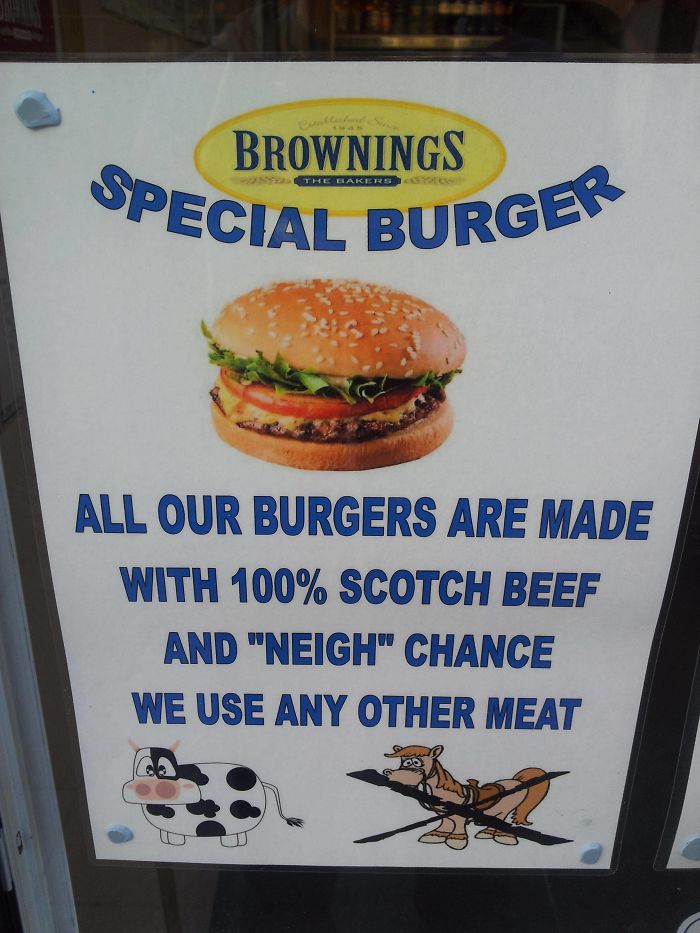 Established Since
1945
BROWNINGS
THE BAKERS
SPECIAL BURGER
ALL OUR BURGERS ARE MADE
WITH 100% SCOTCH BEEF
AND "NEIGH" CHANCE
WE USE ANY OTHER MEAT